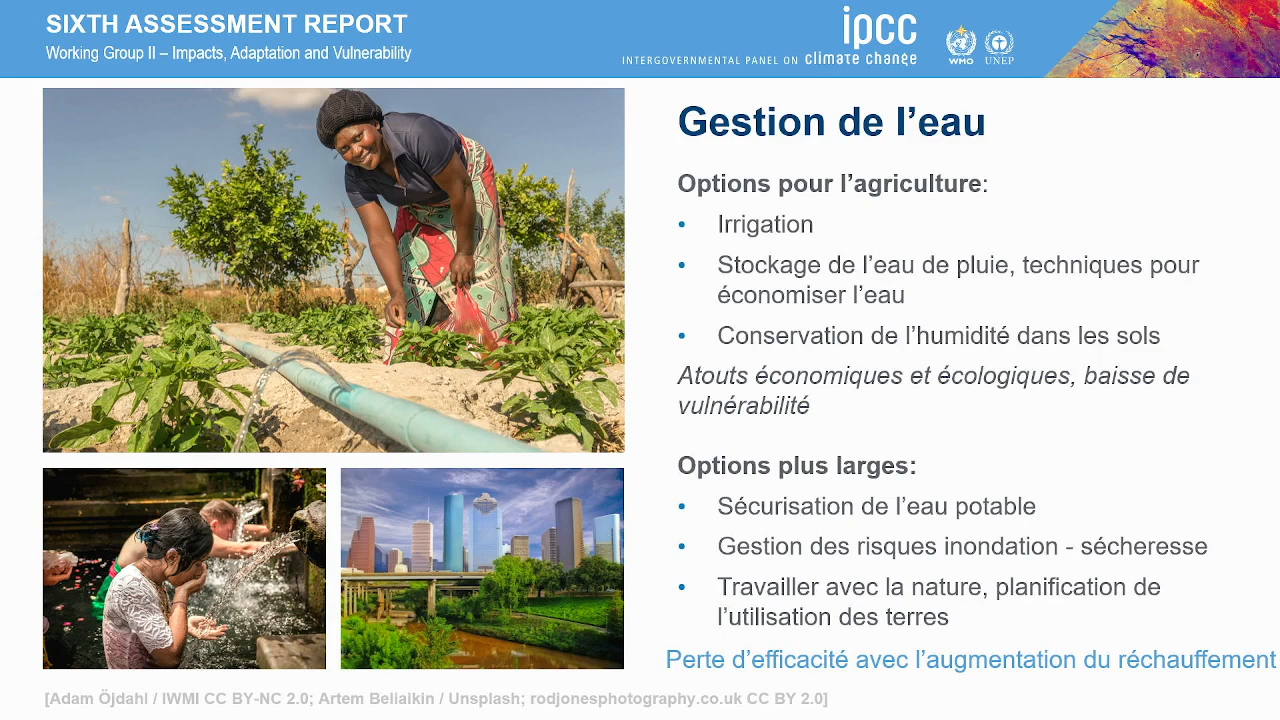 SIXTH ASSESSMENT REPORT
Working Group II – Impacts, Adaptation and Vulnerability
ipcc
INTERGOVERNMENTAL PANEL ON climate change
WMO
UNEP
Gestion de l’eau
Options pour l’agriculture:
• Irrigation
• Stockage de l’eau de pluie, techniques pour
économiser l’eau
• Conservation de l’humidité dans les sols
Atouts économiques et écologiques, baisse de
vulnérabilité
Options plus larges:
• Sécurisation de l’eau potable
• Gestion des risques inondation - sécheresse
• Travailler avec la nature, planification de
l’utilisation des terres
Perte d’efficacité avec l’augmentation du réchauffement
[Adam Öjdahl / IWMI CC BY-NC 2.0; Artem Beliaikin / Unsplash; rodjonesphotography.co.uk CC BY 2.0]